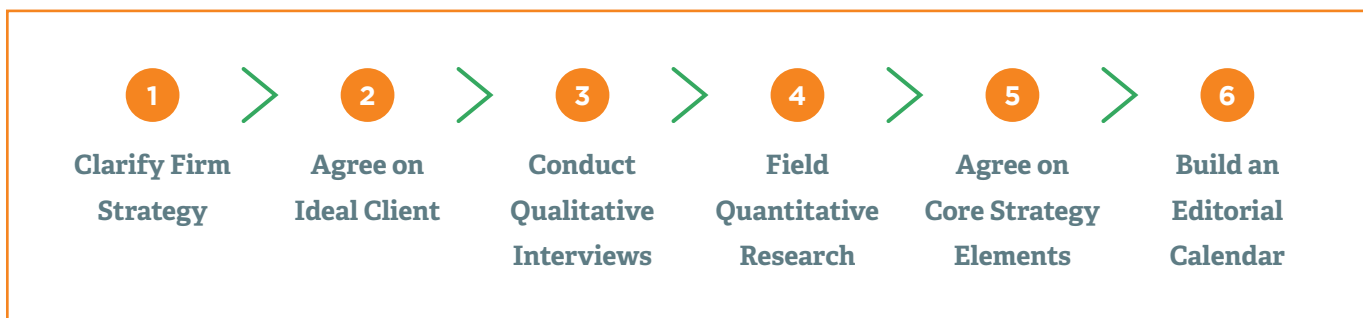 1
Clarify Firm
Strategy
2
Agree on
Ideal Client
3
Conduct
Qualitative
Interviews
4
Field
Quantitative
Research
5
Agree on
Core Strategy
Elements
6
Build an
Editorial
Calendar